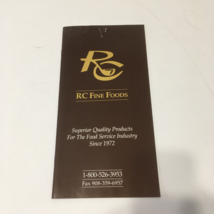 RC
RC FINE FOODS
Superior Quality Products
For The Food Service Industry
Since 1972
1-800-526-3953
Fax 908-359-6957